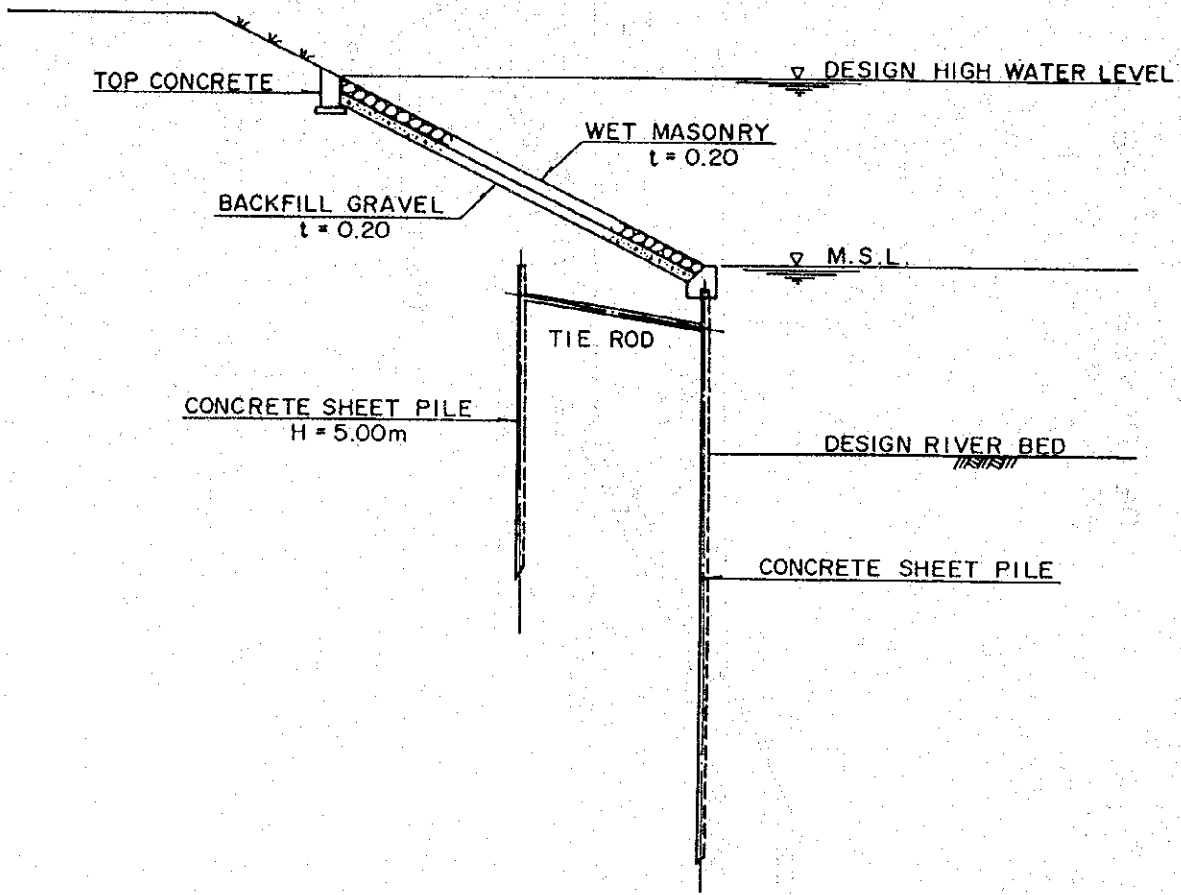 TOP CONCRETE
DESIGN HIGH WATER LEVEL
WET MASONRY
t = 0.20
BACKFILL GRAVEL
t = 0.20
M.S.L.
TIE ROD
CONCRETE SHEET PILE
H = 5.00m
DESIGN RIVER BED
CONCRETE SHEET PILE